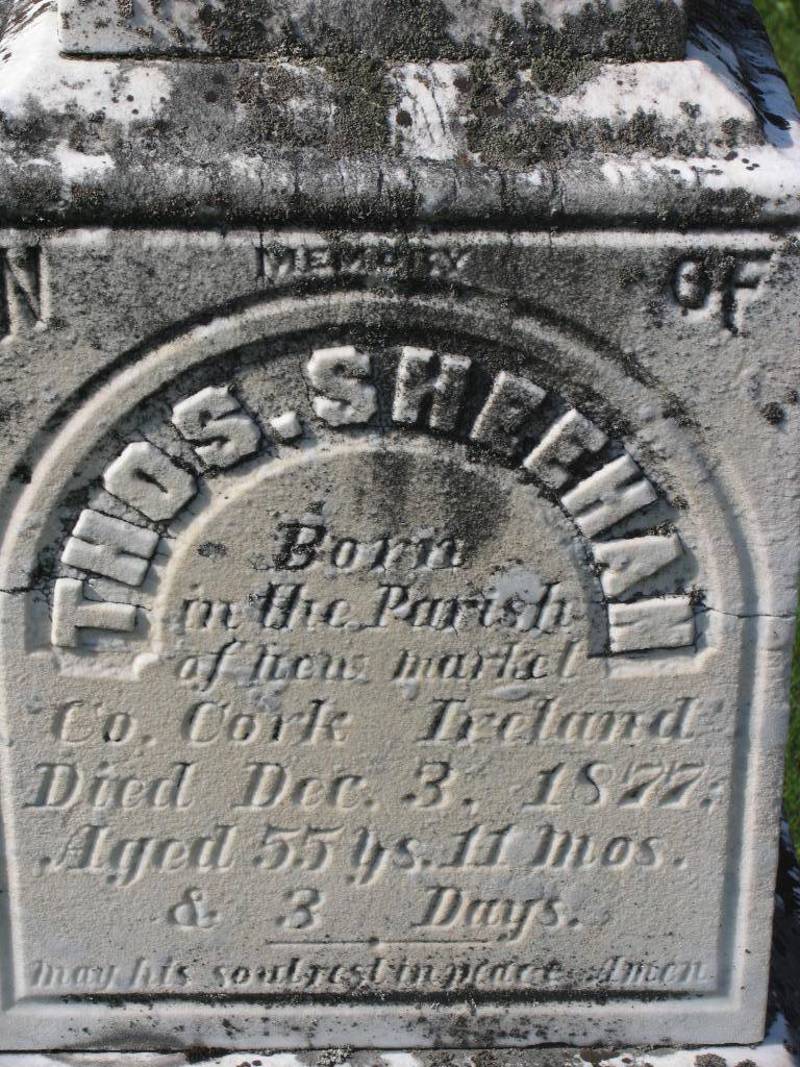 IN MEMORY OF
THOS. SHEEHAN
Born
in the Parish
of New market
Co. Cork Ireland
Died Dec. 3, 1877,
Aged 55 ys. 11 mos.
& 3 Days.
may his soul rest in peace Amen